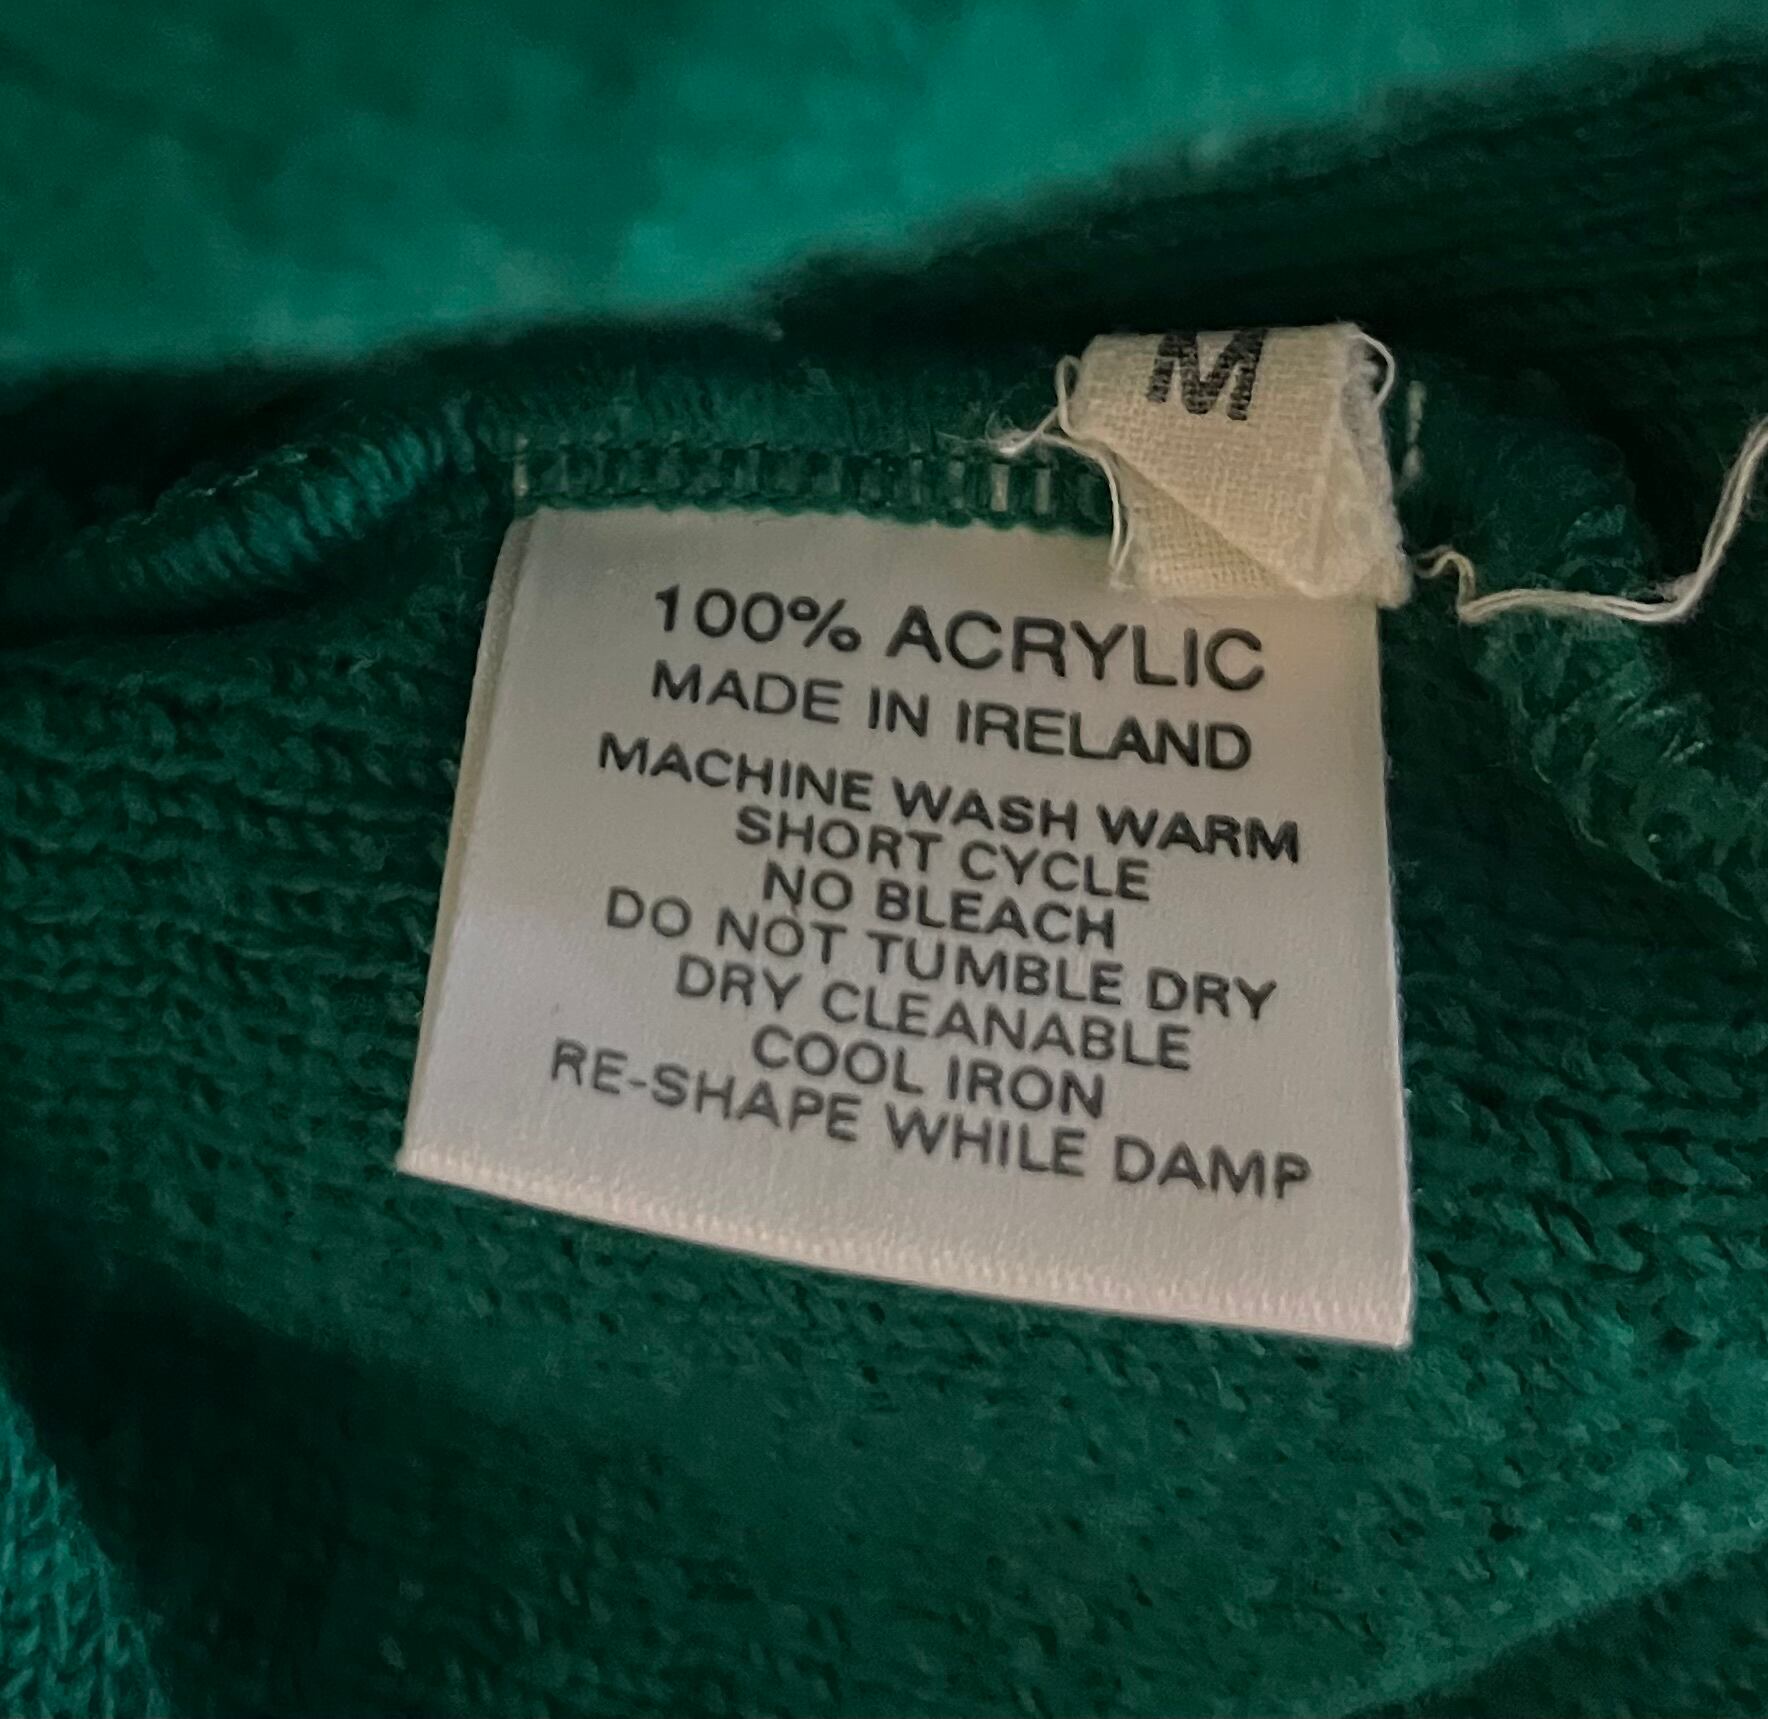 M
100% ACRYLIC
MADE IN IRELAND
MACHINE WASH WARM
SHORT CYCLE
NO BLEACH
DO NOT TUMBLE DRY
DRY CLEANABLE
COOL IRON
RE-SHAPE WHILE DAMP